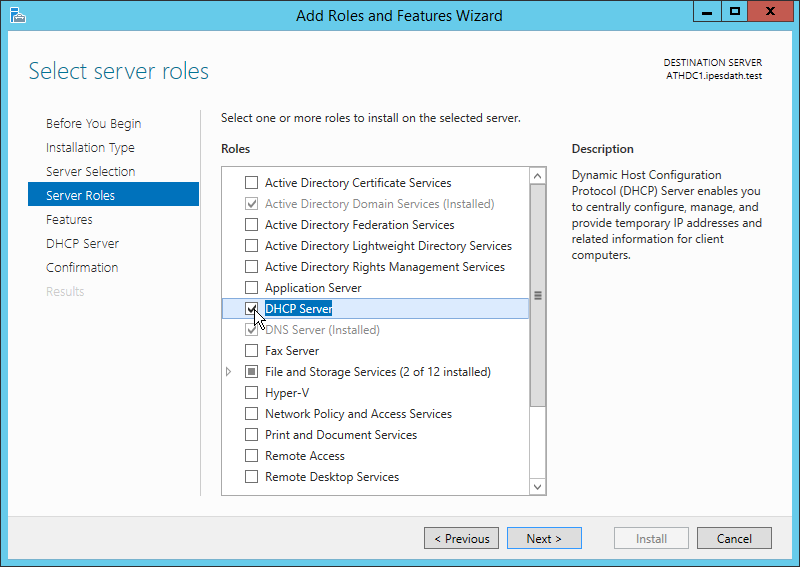 Add Roles and Features Wizard
Select server roles
DESTINATION SERVER
ATHDC1.ipesdath.test
Before You Begin
Installation Type
Server Selection
Server Roles
Features
DHCP Server
Confirmation
Results
Select one or more roles to install on the selected server.
Roles
Active Directory Certificate Services
Active Directory Domain Services (Installed)
Active Directory Federation Services
Active Directory Lightweight Directory Services
Active Directory Rights Management Services
Application Server
DHCP Server
DNS Server (Installed)
Fax Server
File and Storage Services (2 of 12 installed)
Hyper-V
Network Policy and Access Services
Print and Document Services
Remote Access
Remote Desktop Services
Description
Dynamic Host Configuration
Protocol (DHCP) Server enables you
to centrally configure, manage, and
provide temporary IP addresses and
related information for client
computers.
< Previous
Next >
Install
Cancel